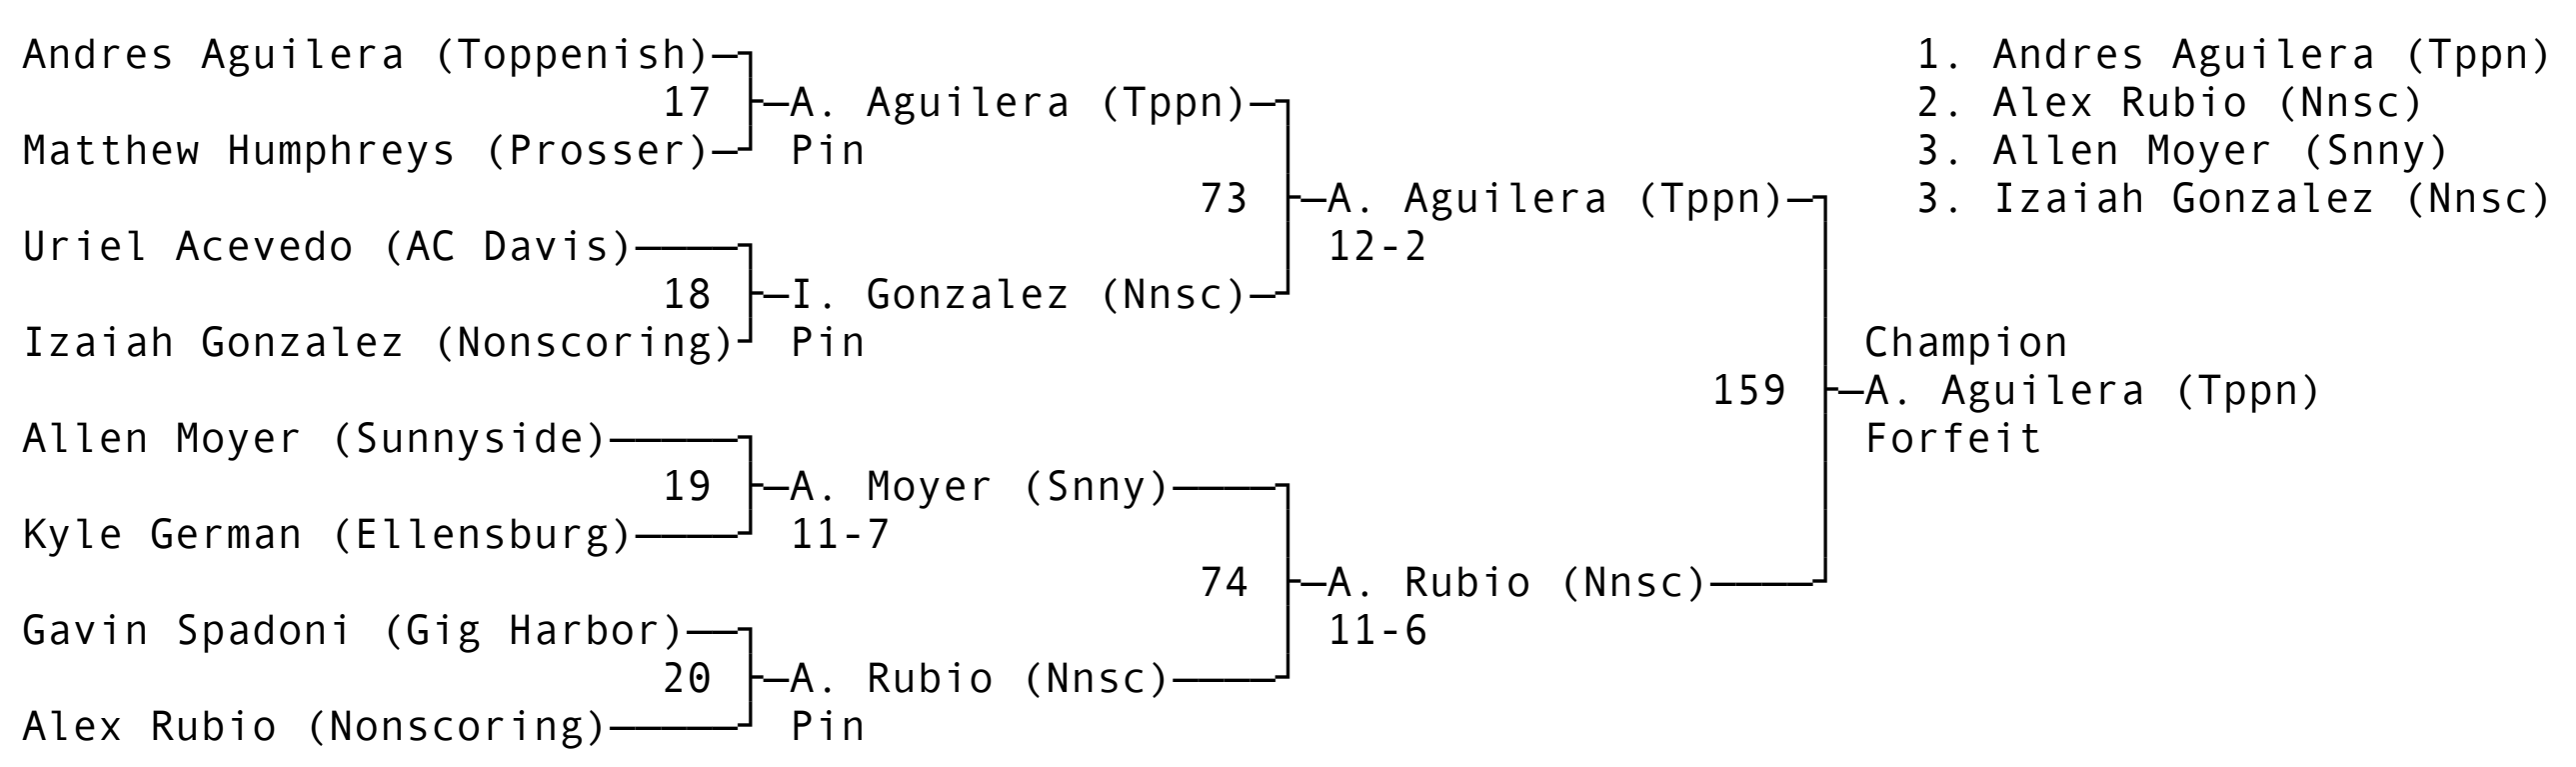 Andres Aguilera (Toppenish)
17
Matthew Humphreys (Prosser)
A. Aguilera (Tppn)
Pin
Uriel Acevedo (AC Davis)
18
Izaiah Gonzalez (Nonscoring)
I. Gonzalez (Nnsc)
Pin
73
A. Aguilera (Tppn)
12-2
Allen Moyer (Sunnyside)
19
Kyle German (Ellensburg)
A. Moyer (Snny)
11-7
Gavin Spadoni (Gig Harbor)
20
Alex Rubio (Nonscoring)
A. Rubio (Nnsc)
Pin
74
A. Rubio (Nnsc)
11-6
159
Champion
A. Aguilera (Tppn)
Forfeit
1. Andres Aguilera (Tppn)
2. Alex Rubio (Nnsc)
3. Allen Moyer (Snny)
3. Izaiah Gonzalez (Nnsc)